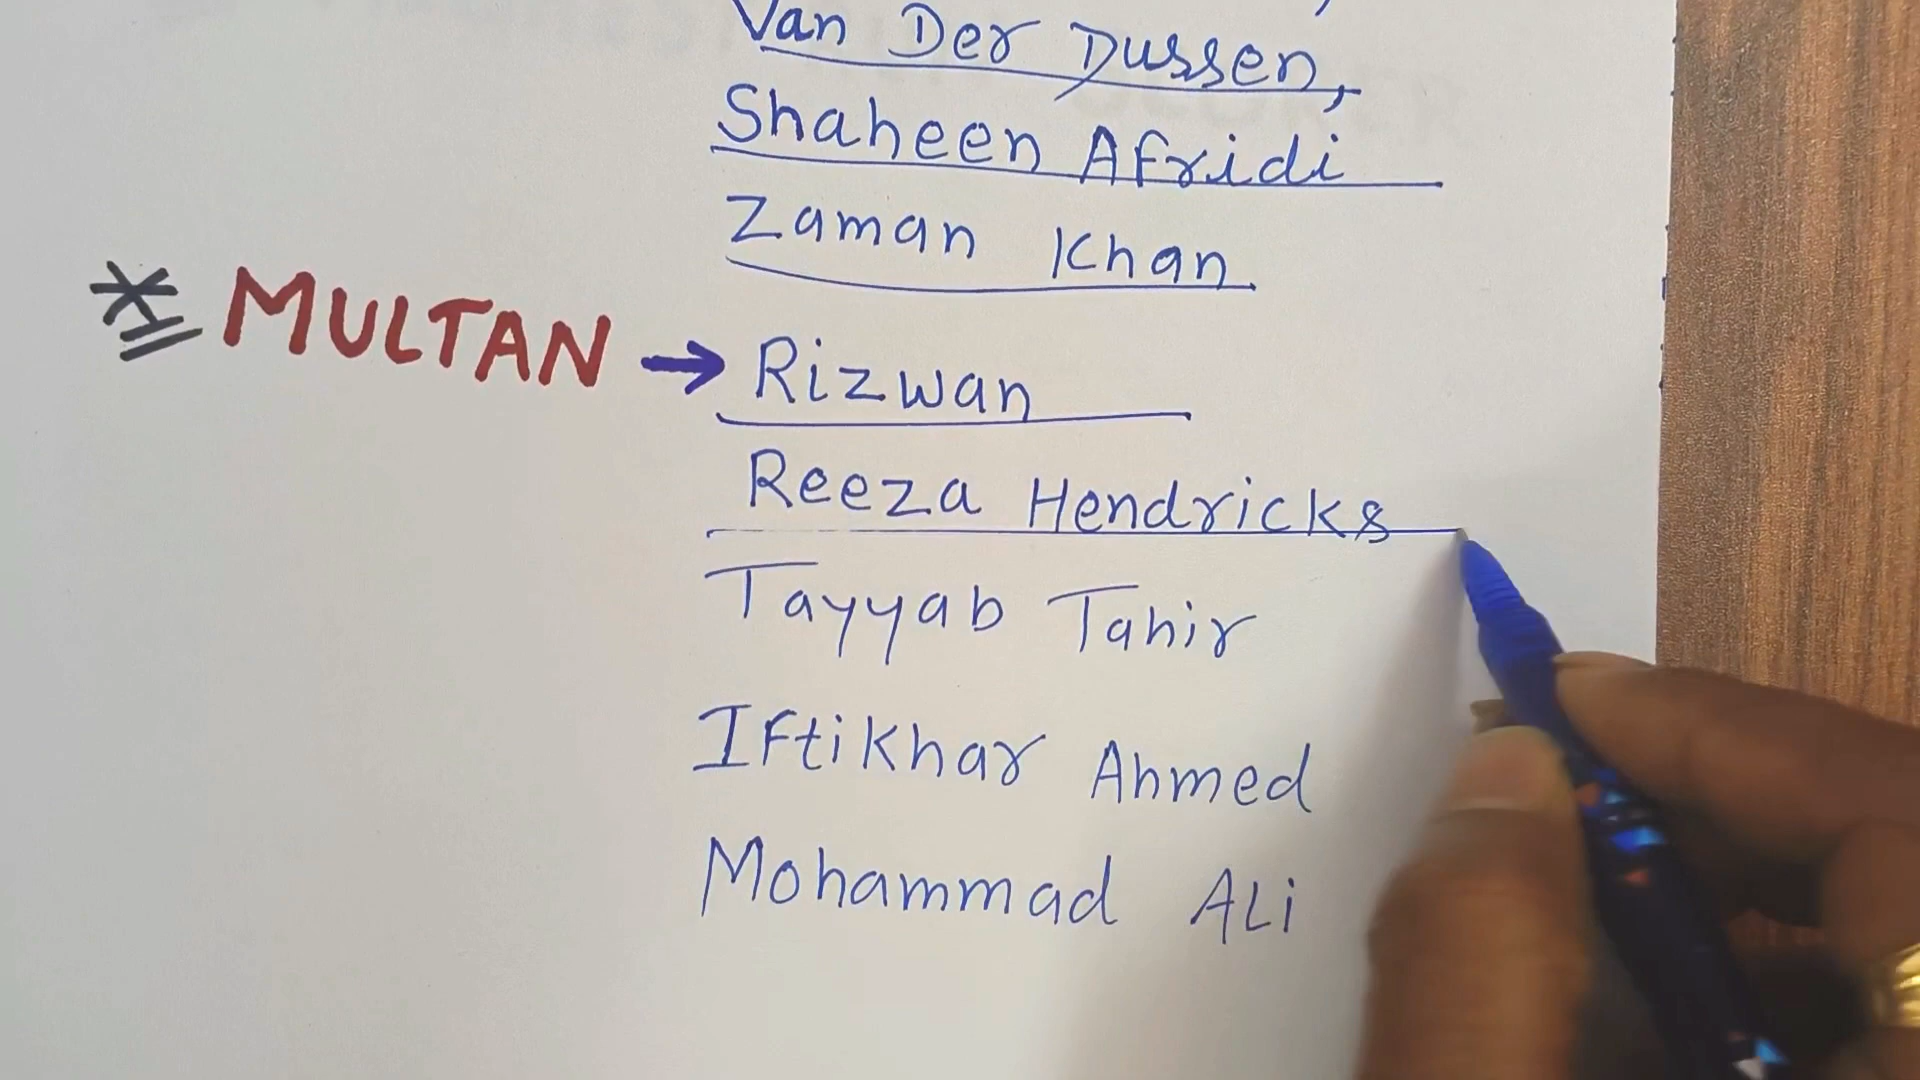 Van Der Dussen,
Shaheen Afridi
Zaman Khan
MULTAN → Rizwan
Reeza Hendricks
Tayyab Tahir
Iftikhar Ahmed
Mohammad ALi